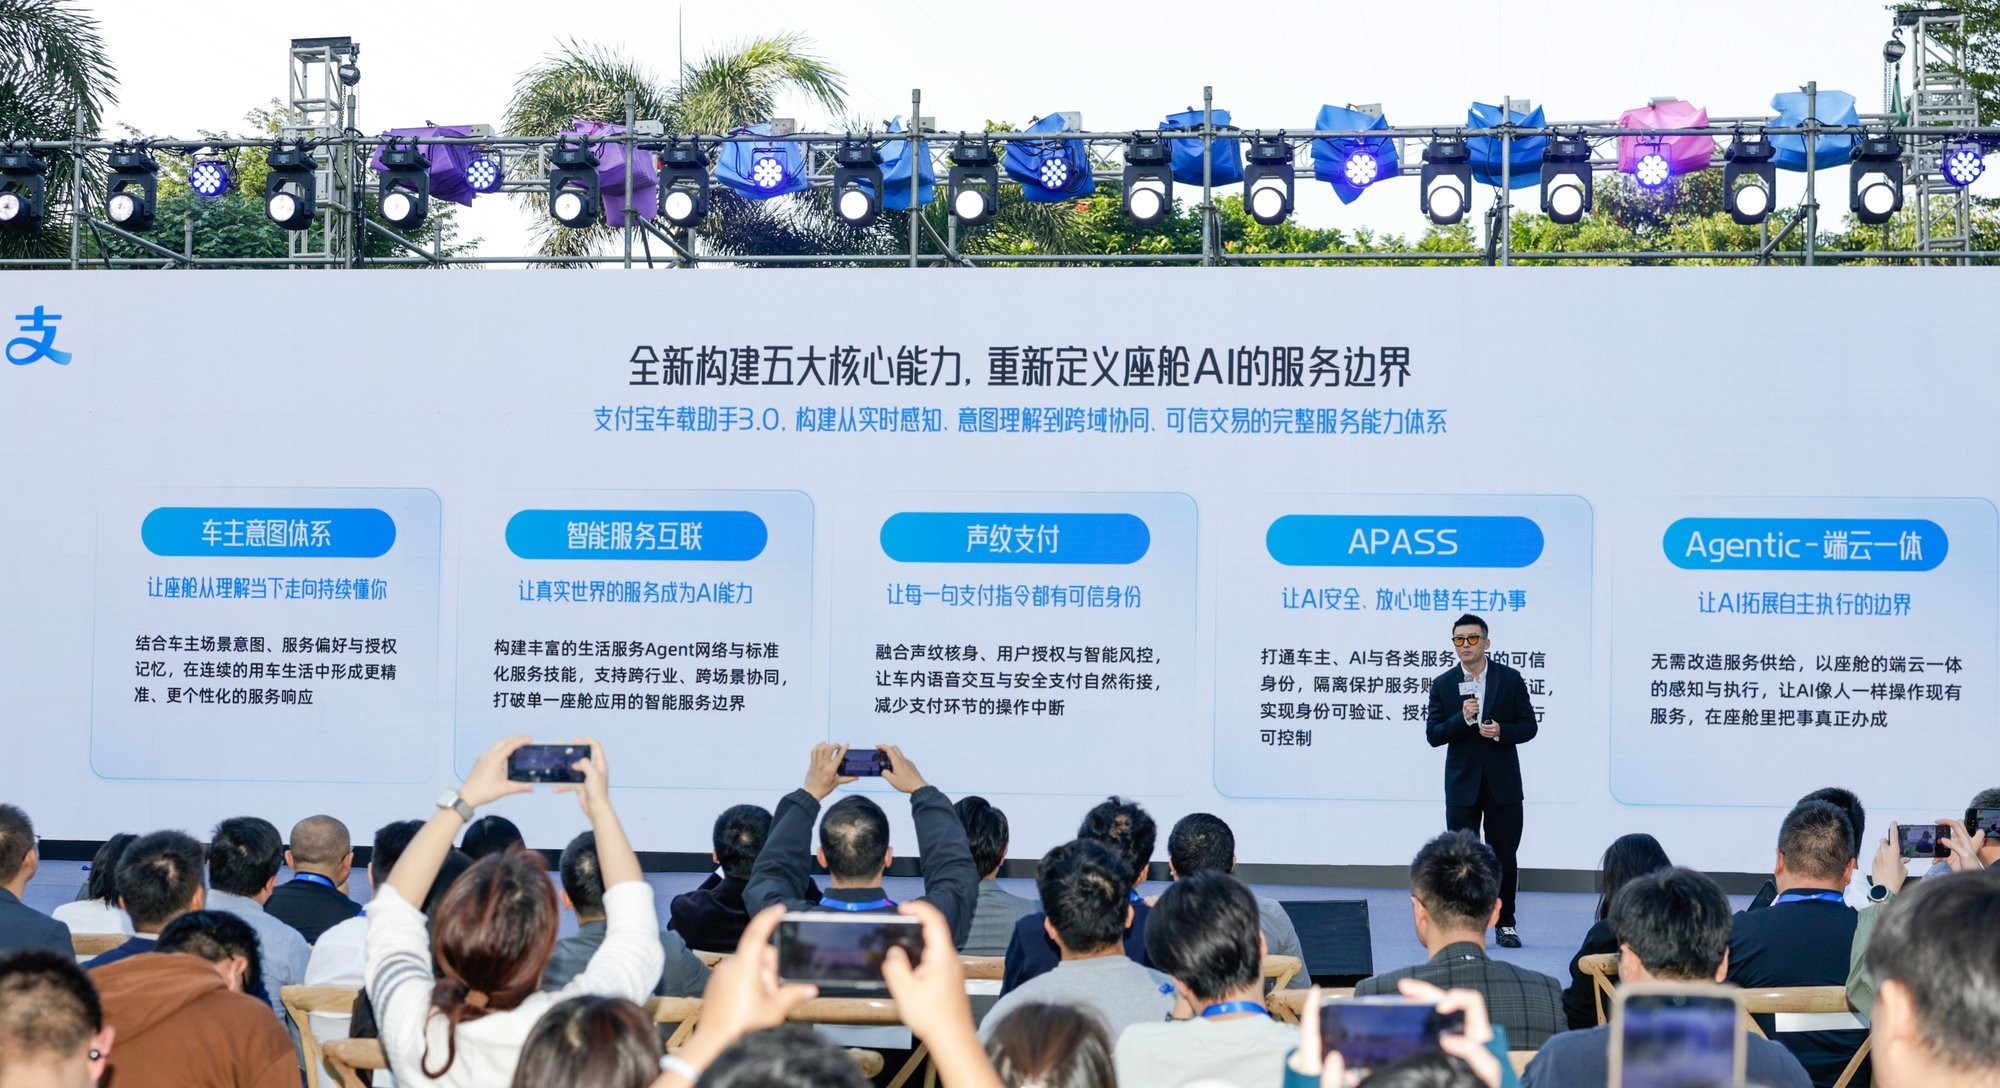 支
全新构建五大核心能力，重新定义座舱AI的服务边界
支付宝车载助手3.0，构建从实时感知、意图理解到跨域协同、可信交易的完整服务能力体系
车主意图体系
让座舱从理解当下走向持续懂你
结合车主场景意图、服务偏好与授权
记忆，在连续的用车生活中形成更精
准、更个性化的服务响应
智能服务互联
让真实世界的服务成为AI能力
构建丰富的生活服务Agent网络与标准
化服务技能，支持跨行业、跨场景协同，
打破单一座舱应用的智能服务边界
声纹支付
让每一句支付指令都有可信身份
融合声纹核身、用户授权与智能风控，
让车内语音交互与安全支付自然衔接，
减少支付环节的操作中断
APASS
让AI安全、放心地替车主办事
打通车主、AI与各类服务 的可信
身份，隔离保护服务 证，
实现身份可验证、授 行
可控制
Agentic-端云一体
让AI拓展自主执行的边界
无需改造服务供给，以座舱的端云一体
的感知与执行，让AI像人一样操作现有
服务，在座舱里把事真正办成